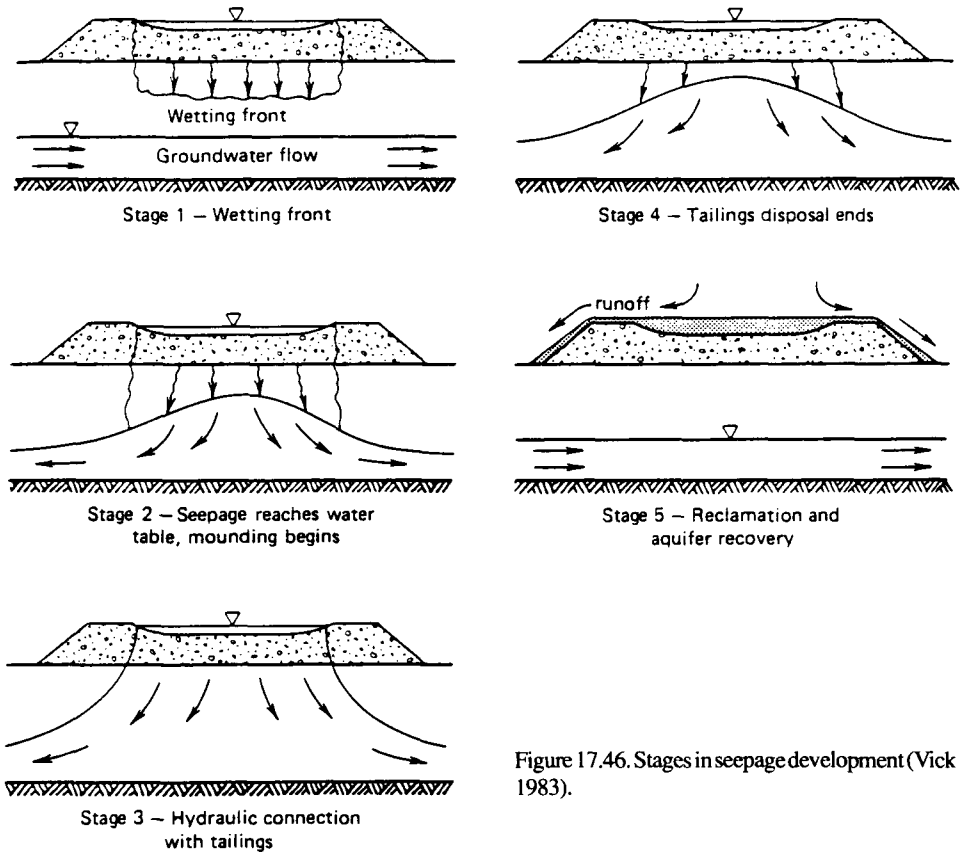 Wetting front
Groundwater flow
Stage 1 – Wetting front
Stage 2 – Seepage reaches water
table, mounding begins
Stage 3 – Hydraulic connection
with tailings
Stage 4 – Tailings disposal ends
runoff
Stage 5 – Reclamation and
aquifer recovery
Figure 17.46. Stages in seepage development (Vick
1983).